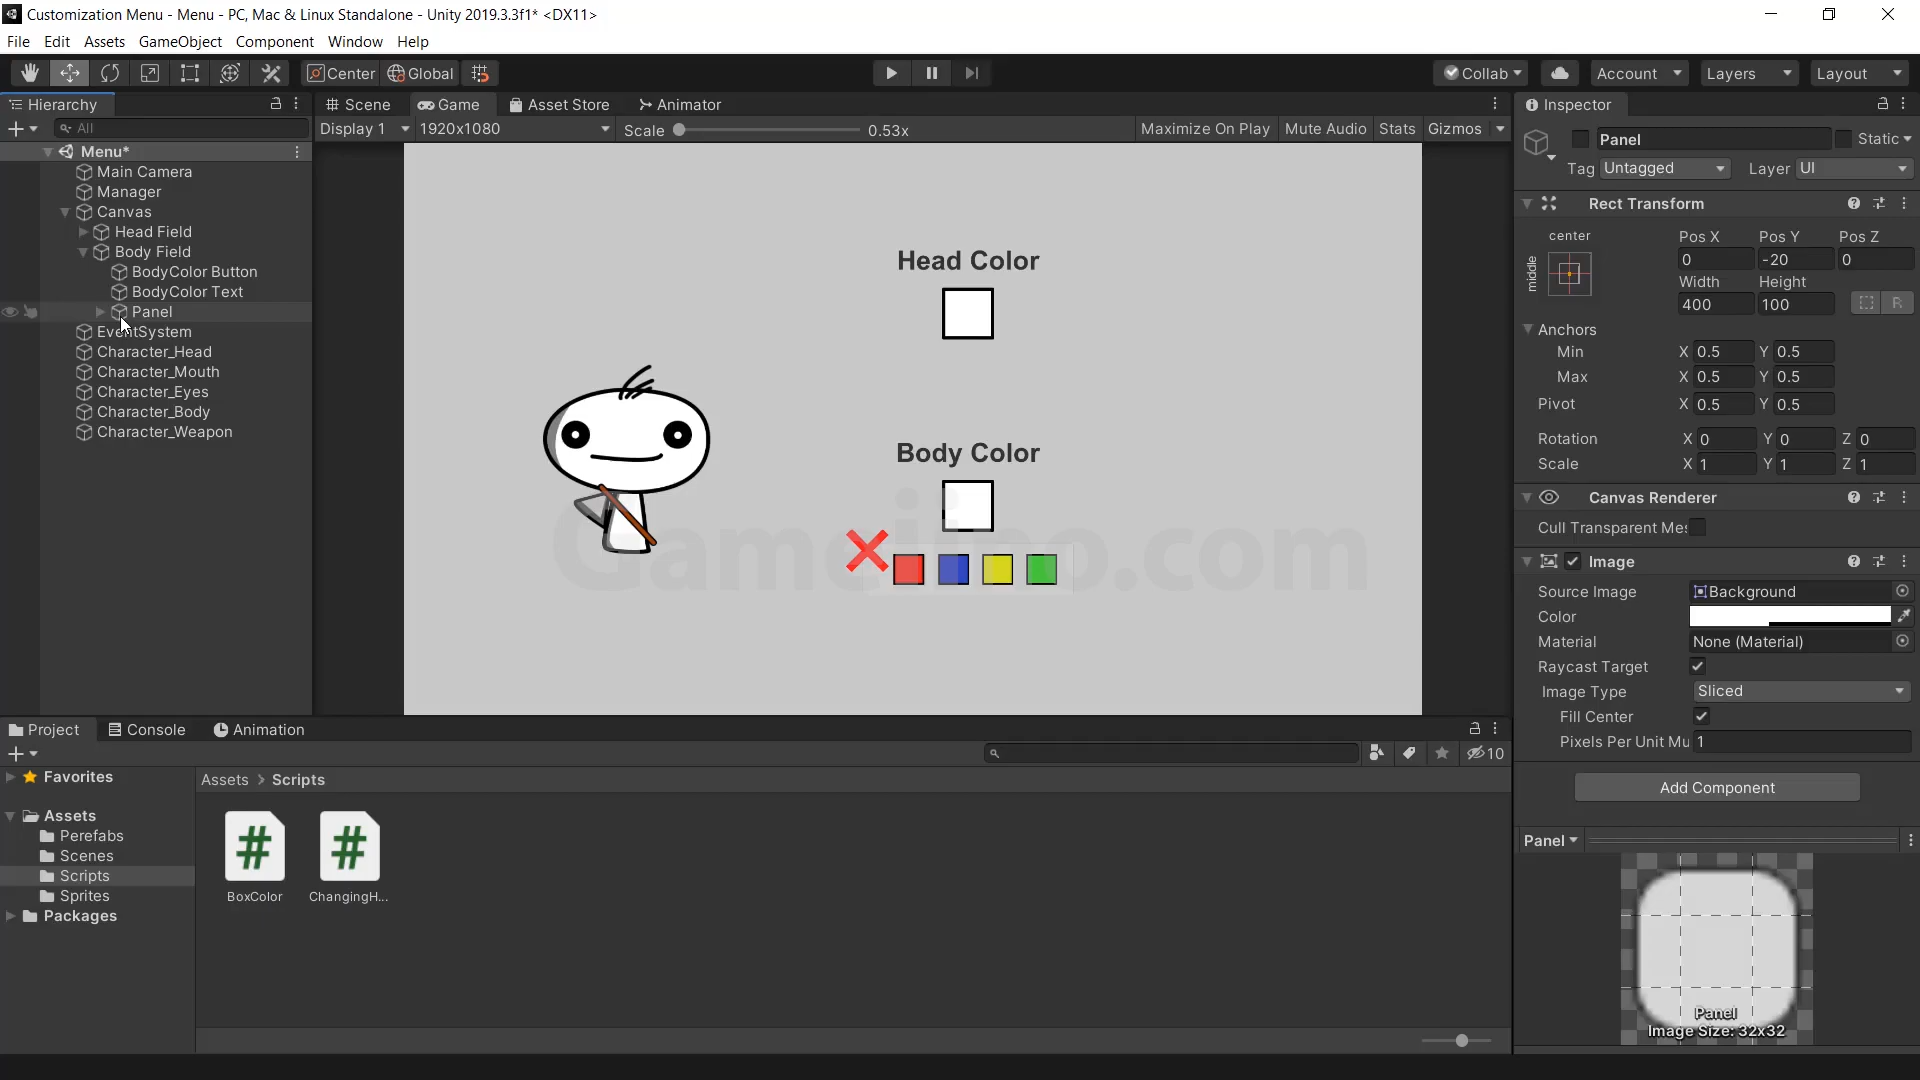 Customization Menu - Menu - PC, Mac & Linux Standalone - Unity 2019.3.3f1* <DX11>
File Edit Assets GameObject Component Window Help
Center Global Collab Account Layers Layout
Hierarchy
All
Menu*
Main Camera
Manager
Canvas
Head Field
Body Field
BodyColor Button
BodyColor Text
Panel
EventSystem
Character_Head
Character_Mouth
Character_Eyes
Character_Body
Character_Weapon
Scene Game Asset Store Animator
Display 1 1920x1080 Scale 0.53x Maximize On Play Mute Audio Stats Gizmos
Head Color
Body Color
Gamejino.com
Inspector
Panel Static
Tag Untagged Layer UI
Rect Transform
center
middle
Pos X Pos Y Pos Z
0 -20 0
Width Height
400 100 R
Anchors
Min X 0.5 Y 0.5
Max X 0.5 Y 0.5
Pivot X 0.5 Y 0.5
Rotation X 0 Y 0 Z 0
Scale X 1 Y 1 Z 1
Canvas Renderer
Cull Transparent Mes
Image
Source Image Background
Color
Material None (Material)
Raycast Target
Image Type Sliced
Fill Center
Pixels Per Unit Mu 1
Add Component
Panel
Panel
Image Size: 32x32
Project Console Animation
10
Favorites
Assets
Perefabs
Scenes
Scripts
Sprites
Packages
Assets > Scripts
BoxColor ChangingH...